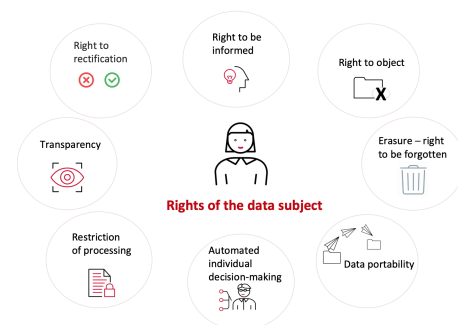 Right to be
informed
Right to
rectification
Right to object
Transparency
Erasure – right
to be forgotten
Rights of the data subject
Restriction
of processing
Automated
individual
decision-making
Data portability
X